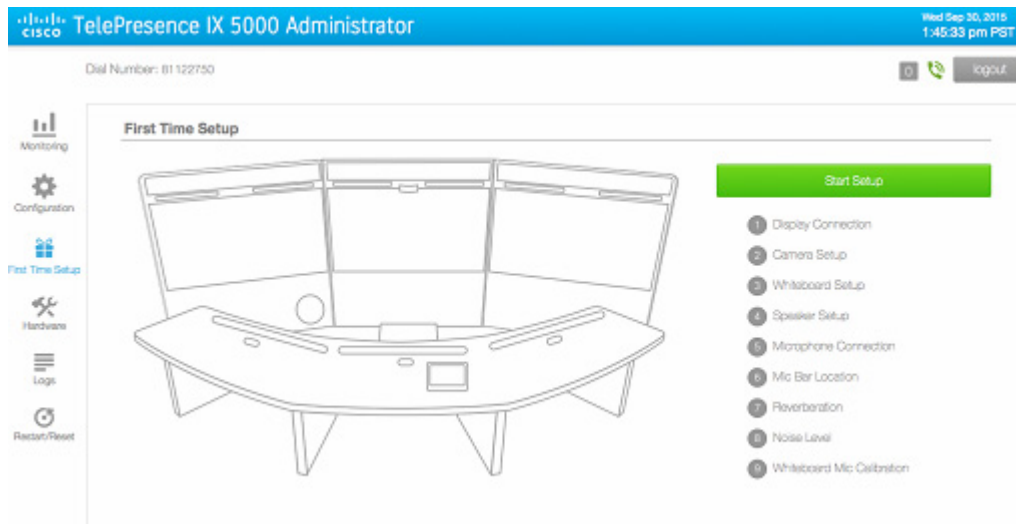 CISCO TelePresence IX 5000 Administrator
Wed Sep 30, 2015
1:45:33 pm PST
Dial Number: 81122750
0
logout
Monitoring
Configuration
First Time Setup
Hardware
Logs
Restart/Reset
First Time Setup
Start Setup
1 Display Connection
2 Camera Setup
3 Whiteboard Setup
4 Speaker Setup
5 Microphone Connection
6 Mic Bar Location
7 Reverberation
8 Noise Level
9 Whiteboard Mic Calibration